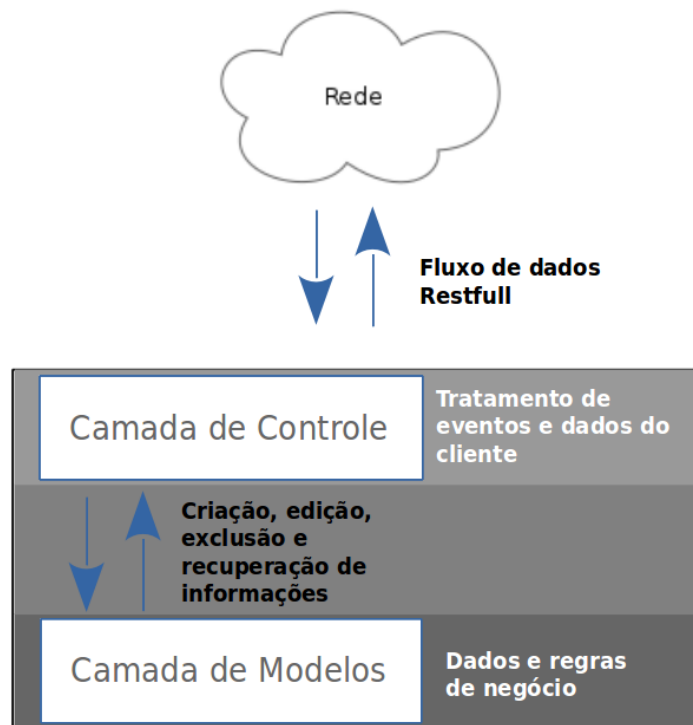 Rede
Fluxo de dados
Restfull
Camada de Controle
Tratamento de
eventos e dados do
cliente
Criação, edição,
exclusão e
recuperação de
informações
Camada de Modelos
Dados e regras
de negócio